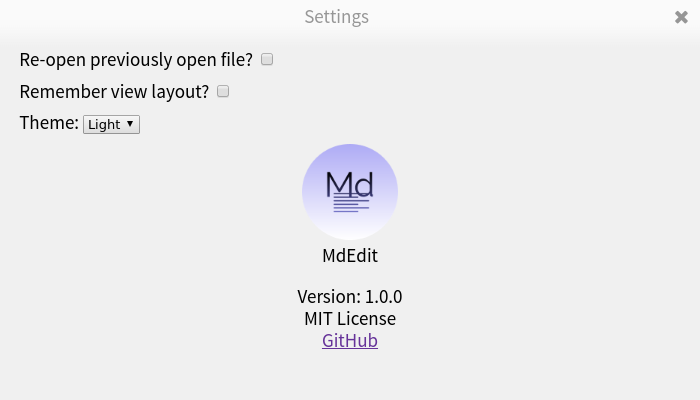 Settings
Re-open previously open file?
Remember view layout?
Theme: Light
Md
MdEdit
Version: 1.0.0
MIT License
GitHub